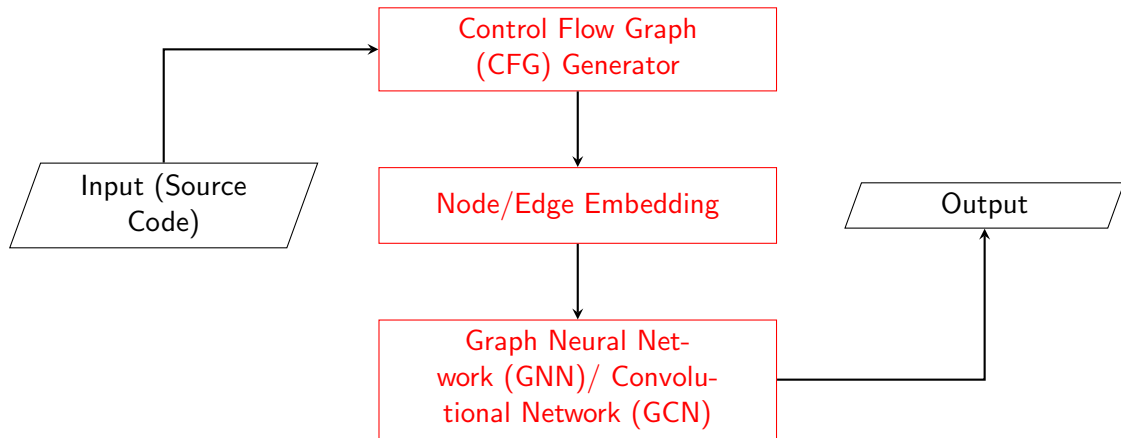 Control Flow Graph
(CFG) Generator
Input (Source
Code)
Node/Edge Embedding
Output
Graph Neural Net-
work (GNN)/ Convolu-
tional Network (GCN)